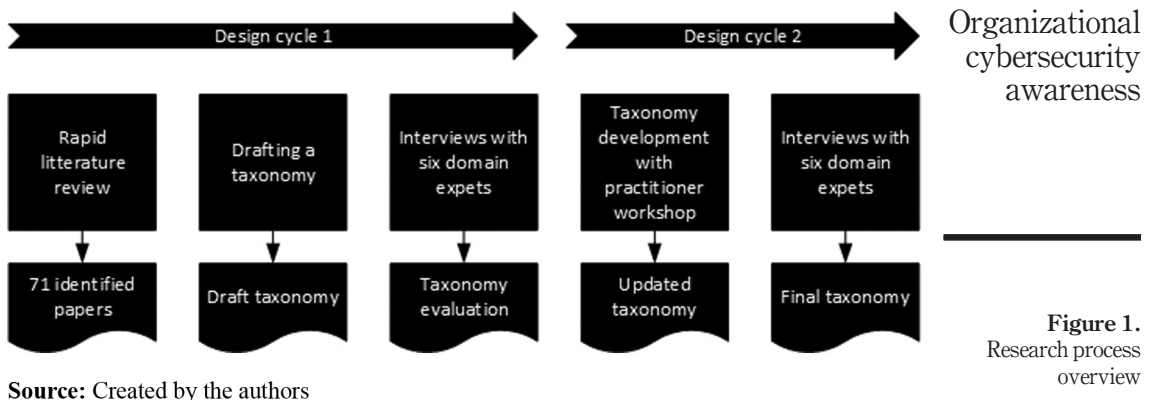 Design cycle 1
Design cycle 2
Organizational
cybersecurity
awareness
Rapid
litterature
review
Drafting a
taxonomy
Interviews with
six domain
expets
Taxonomy
development
with
practitioner
workshop
Interviews with
six domain
expets
71 identified
papers
Draft taxonomy
Taxonomy
evaluation
Updated
taxonomy
Final taxonomy
Figure 1.
Research process
overview
Source: Created by the authors